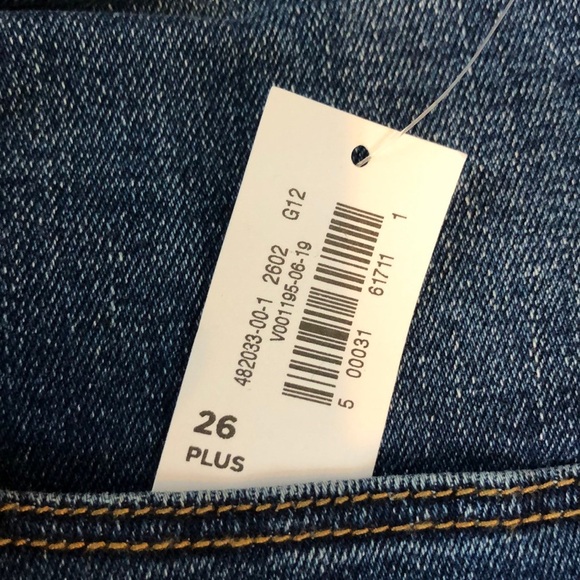 482033-00-1 2602 G12
V001195-06-19
5 00031 61711 1
26
PLUS